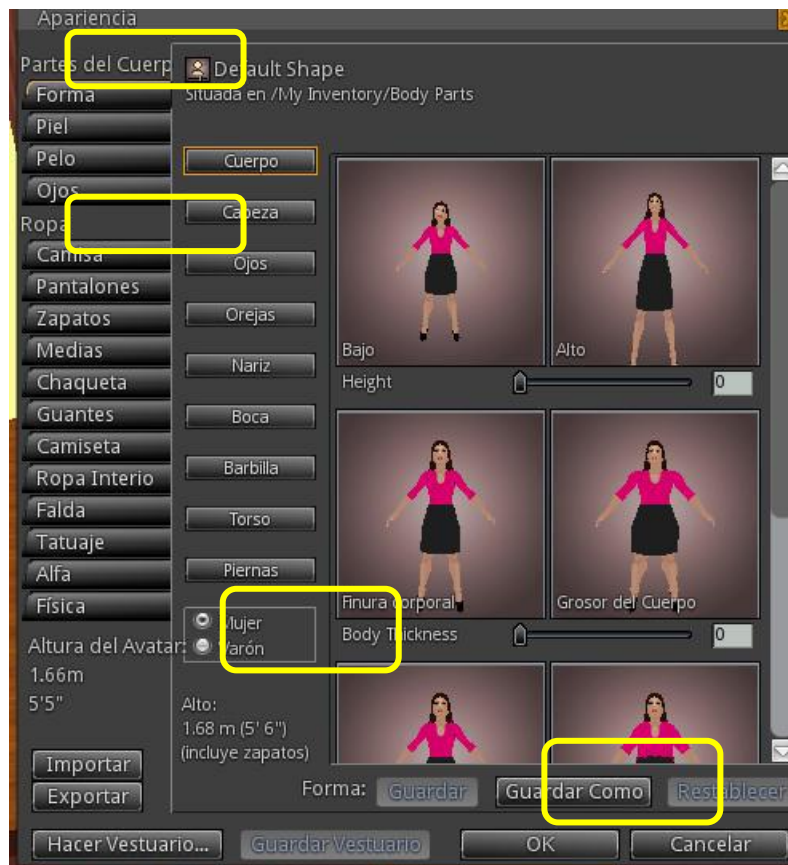 Apariencia
Partes del Cuerp
Forma
Piel
Pelo
Ojos
Ropa
Camisa
Pantalones
Zapatos
Medias
Chaqueta
Guantes
Camiseta
Ropa Interio
Falda
Tatuaje
Alfa
Física
Altura del Avatar:
1.66m
5'5"
Importar
Exportar
Default Shape
Situada en /My Inventory/Body Parts
Cuerpo
Cabeza
Ojos
Orejas
Nariz
Boca
Barbilla
Torso
Piernas
Mujer
Varón
Alto:
1.68 m (5' 6")
(incluye zapatos)
Bajo
Alto
Height 0
Finura corporal
Grosor del Cuerpo
Body Thickness 0
Forma: Guardar Guardar Como Restablecer
Hacer Vestuario... Guardar Vestuario OK Cancelar